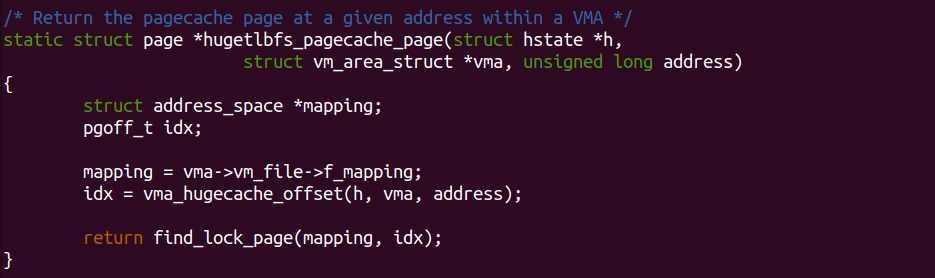 /* Return the pagecache page at a given address within a VMA */
static struct page *hugetlbfs_pagecache_page(struct hstate *h,
                        struct vm_area_struct *vma, unsigned long address)
{
        struct address_space *mapping;
        pgoff_t idx;

        mapping = vma->vm_file->f_mapping;
        idx = vma_hugecache_offset(h, vma, address);

        return find_lock_page(mapping, idx);
}